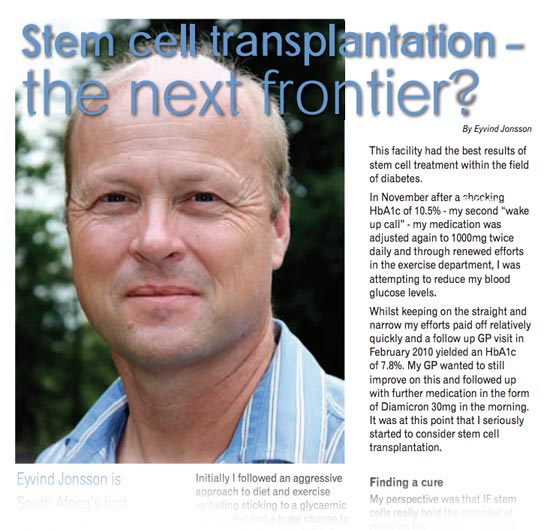 Stem cell transplantation –
the next frontier?
By Eyvind Jonsson
Eyvind Jonsson is
South Africa's first
Initially I followed an aggressive
approach to diet and exercise
including sticking to a glycaemic
diet and a huge change to
This facility had the best results of
stem cell treatment within the field
of diabetes.
In November after a shocking
HbA1c of 10.5% - my second “wake
up call” - my medication was
adjusted again to 1000mg twice
daily and through renewed efforts
in the exercise department, I was
attempting to reduce my blood
glucose levels.
Whilst keeping on the straight and
narrow my efforts paid off relatively
quickly and a follow up GP visit in
February 2010 yielded an HbA1c
of 7.8%. My GP wanted to still
improve on this and followed up
with further medication in the form
of Diamicron 30mg in the morning.
It was at this point that I seriously
started to consider stem cell
transplantation.
Finding a cure
My perspective was that IF stem
cells really hold the potential of